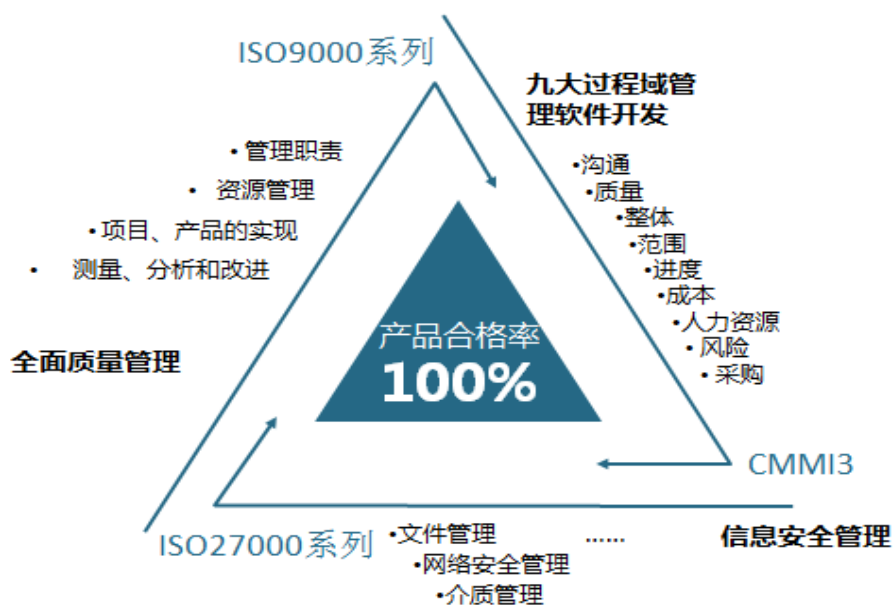 ISO9000系列
九大过程域管
理软件开发
•管理职责
• 资源管理
•项目、产品的实现
• 测量、分析和改进
•沟通
•质量
•整体
•范围
•进度
•成本
•人力资源
•风险
•采购
全面质量管理
产品合格率
100%
CMMI3
ISO27000系列
•文件管理
•网络安全管理
•介质管理
......
信息安全管理